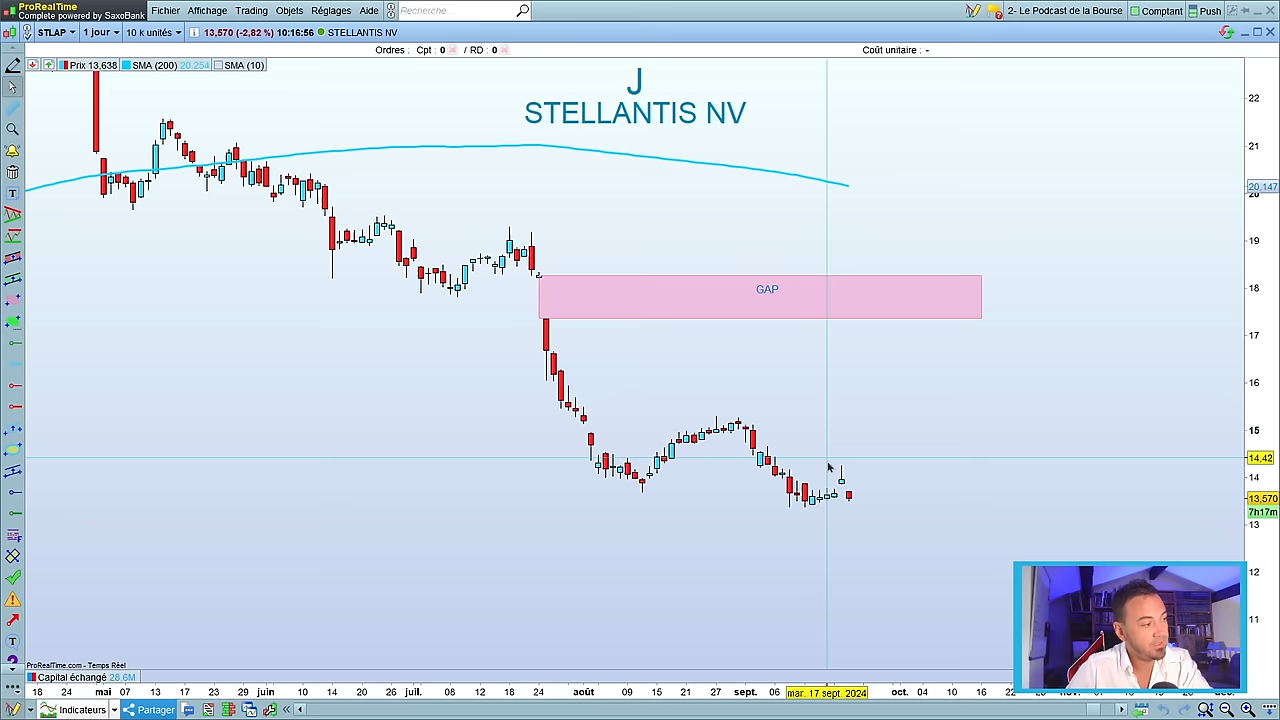 ProRealTime
Complete powered by SaxoBank
Fichier Affichage Trading Objets Réglages Aide Recherche 2- Le Podcast de la Bourse Comptant Push
STLAP 1 jour 10 k unités i 13,570 (-2,82 %) 10:16:56 STELLANTIS NV
Ordres : Cpt : 0 / RD : 0 Coût unitaire : -
Prix 13,638 SMA (200) 20.254 SMA (10)
J
STELLANTIS NV
22
21
20,147
20
19
GAP
18
17
16
15
14,42
14
13,570
7h17m
13
12
11
ProRealTime.com - Temps Réel
Capital échangé 28.6M
18 24 mai 07 13 17 23 29 juin 08 14 20 26 juil. 08 12 18 24 août 09 15 21 27 sept. 06 mar. 17 sept. 2024 oct. 04 10 16 22
Indicateurs Partager